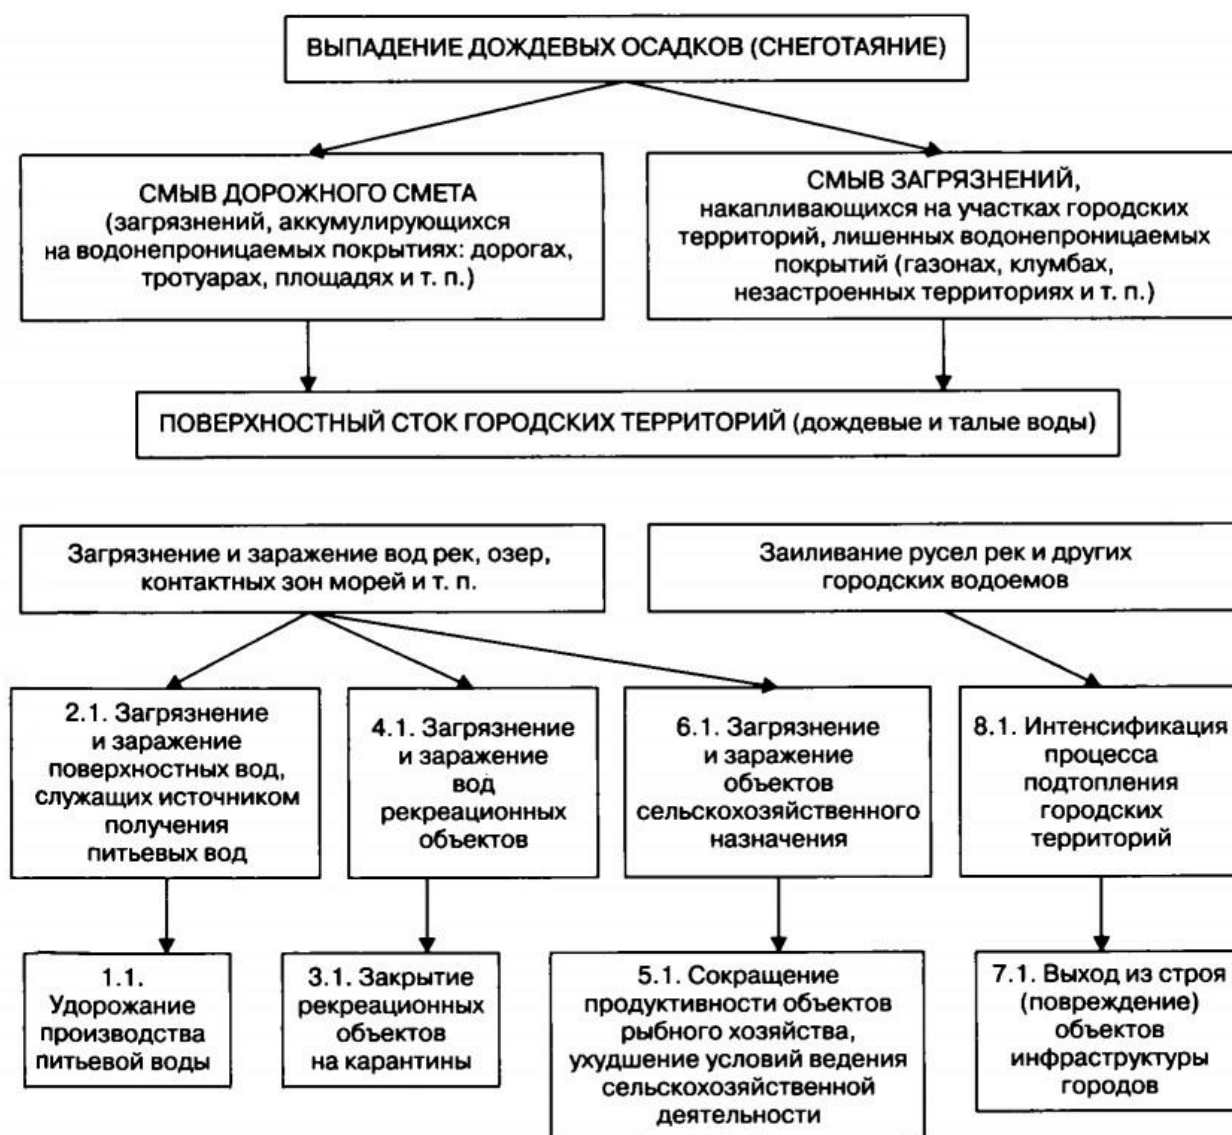 ВЫПАДЕНИЕ ДОЖДЕВЫХ ОСАДКОВ (СНЕГОТАЯНИЕ)
СМЫВ ДОРОЖНОГО СМЕТА
(загрязнений, аккумулирующихся
на водонепроницаемых покрытиях: дорогах,
тротуарах, площадях и т. п.)
СМЫВ ЗАГРЯЗНЕНИЙ,
накапливающихся на участках городских
территорий, лишенных водонепроницаемых
покрытий (газонах, клумбах,
незастроенных территориях и т. п.)
ПОВЕРХНОСТНЫЙ СТОК ГОРОДСКИХ ТЕРРИТОРИЙ (дождевые и талые воды)
Загрязнение и заражение вод рек, озер,
контактных зон морей и т. п.
Заиливание русел рек и других
городских водоемов
2.1. Загрязнение
и заражение
поверхностных вод,
служащих источником
получения
питьевых вод
4.1. Загрязнение
и заражение
вод
рекреационных
объектов
6.1. Загрязнение
и заражение
объектов
сельскохозяйственного
назначения
8.1. Интенсификация
процесса
подтопления
городских
территорий
1.1.
Удорожание
производства
питьевой воды
3.1. Закрытие
рекреационных
объектов
на карантины
5.1. Сокращение
продуктивности объектов
рыбного хозяйства,
ухудшение условий ведения
сельскохозяйственной
деятельности
7.1. Выход из строя
(повреждение)
объектов
инфраструктуры
городов